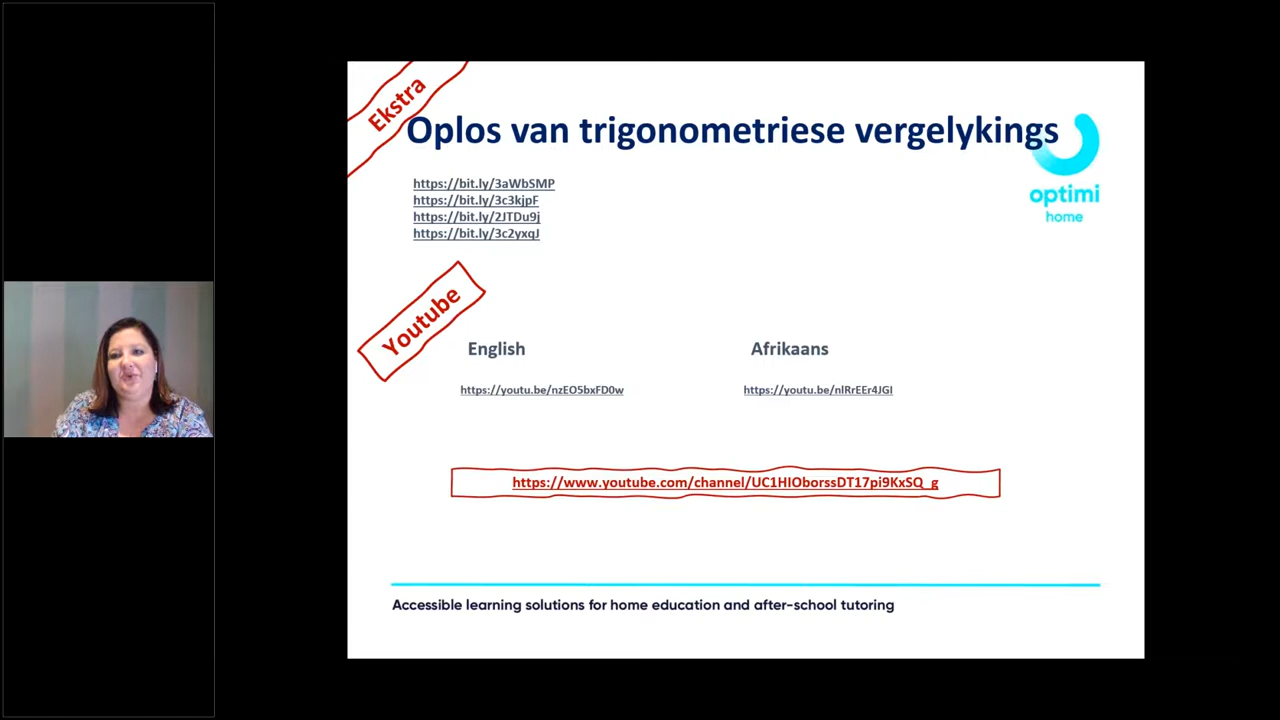 Ekstra
Oplos van trigonometriese vergelykings
optimi
home
https://bit.ly/3aWbSMP
https://bit.ly/3c3kjpF
https://bit.ly/2JTDu9j
https://bit.ly/3c2yxqJ
Youtube
English
Afrikaans
https://youtu.be/nzEO5bxFD0w
https://youtu.be/nlRrEEr4JGI
https://www.youtube.com/channel/UC1HIOborssDT17pi9KxSQ_g
Accessible learning solutions for home education and after-school tutoring